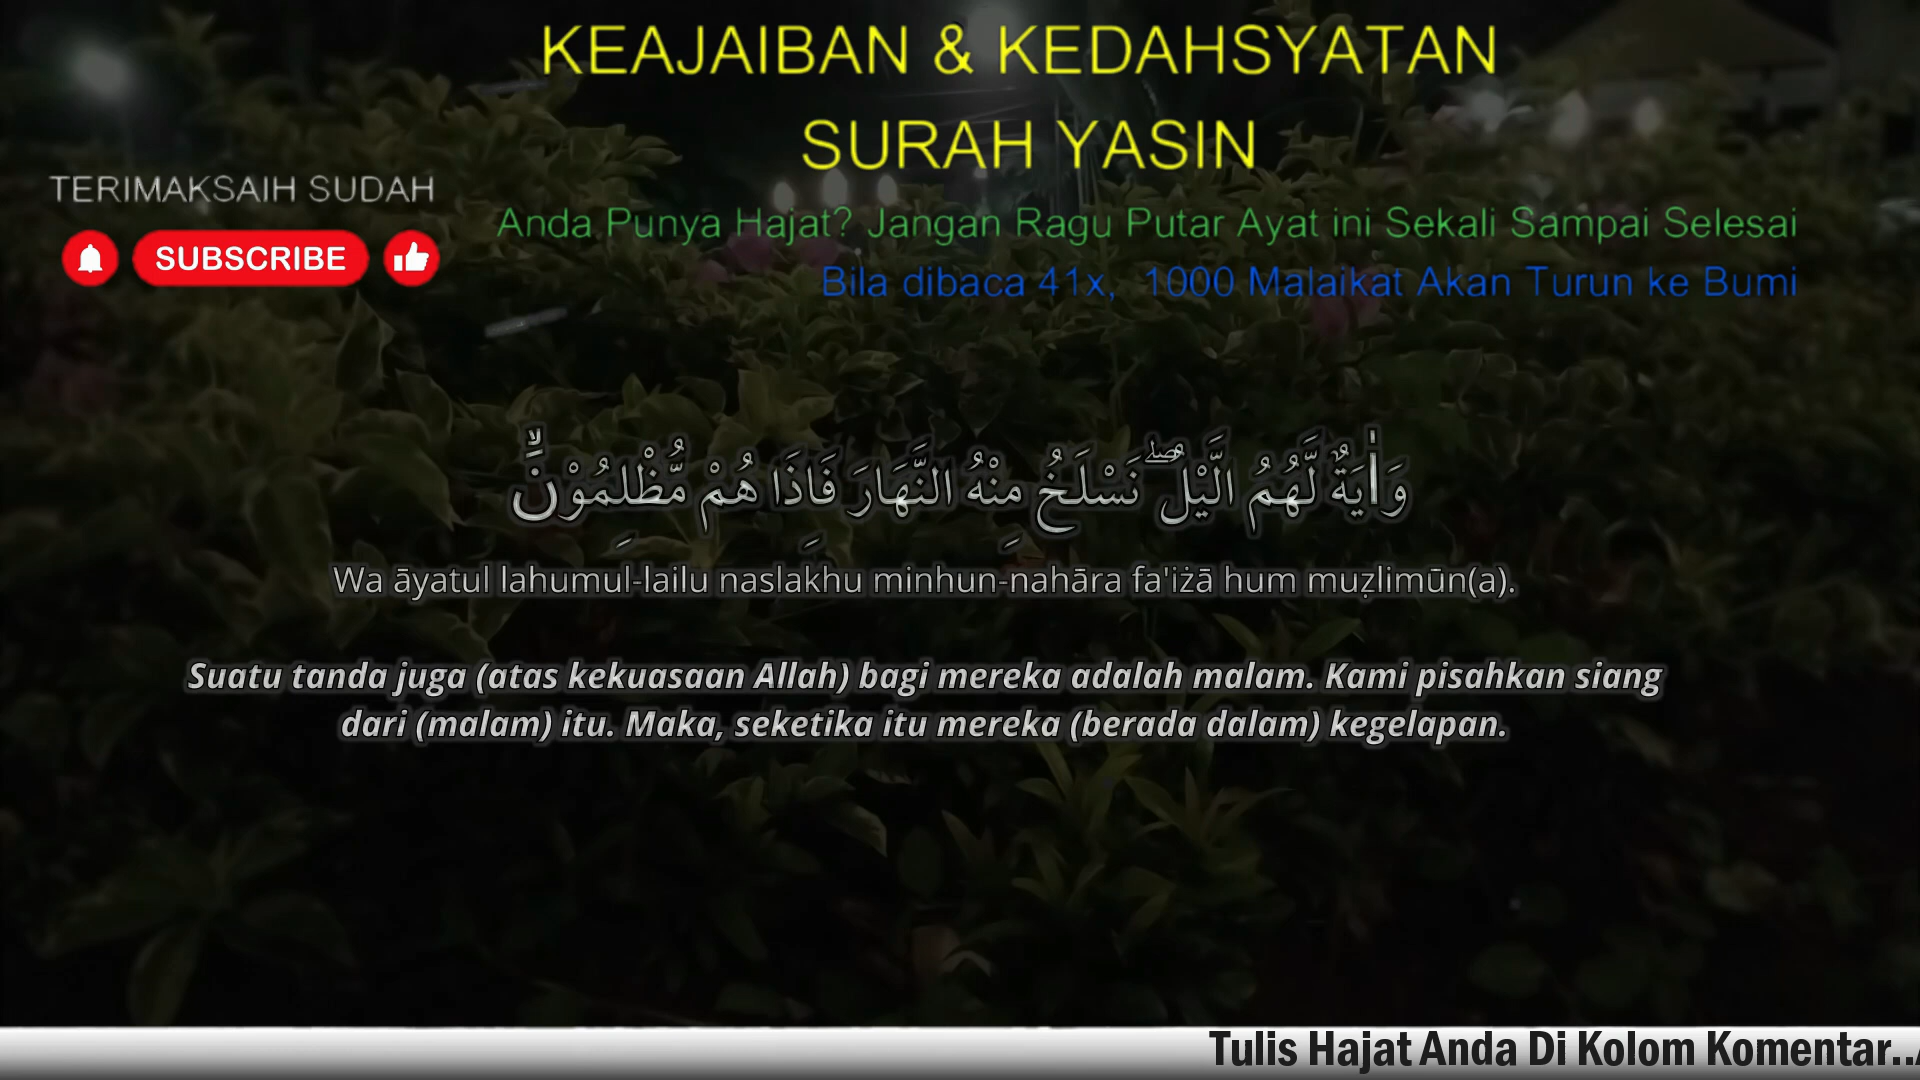 KEAJAIBAN & KEDAHSYATAN
SURAH YASIN
TERIMAKSAIH SUDAH
SUBSCRIBE
Anda Punya Hajat? Jangan Ragu Putar Ayat ini Sekali Sampai Selesai
Bila dibaca 41x, 1000 Malaikat Akan Turun ke Bumi
وَاٰيَةٌ لَّهُمُ الَّيْلُ ۖنَسْلَخُ مِنْهُ النَّهَارَ فَاِذَا هُمْ مُّظْلِمُوْنَۙ
Wa āyatul lahumul-lailu naslakhu minhun-nahāra fa'iżā hum muẓlimūn(a).
Suatu tanda juga (atas kekuasaan Allah) bagi mereka adalah malam. Kami pisahkan siang
dari (malam) itu. Maka, seketika itu mereka (berada dalam) kegelapan.
Tulis Hajat Anda Di Kolom Komentar..